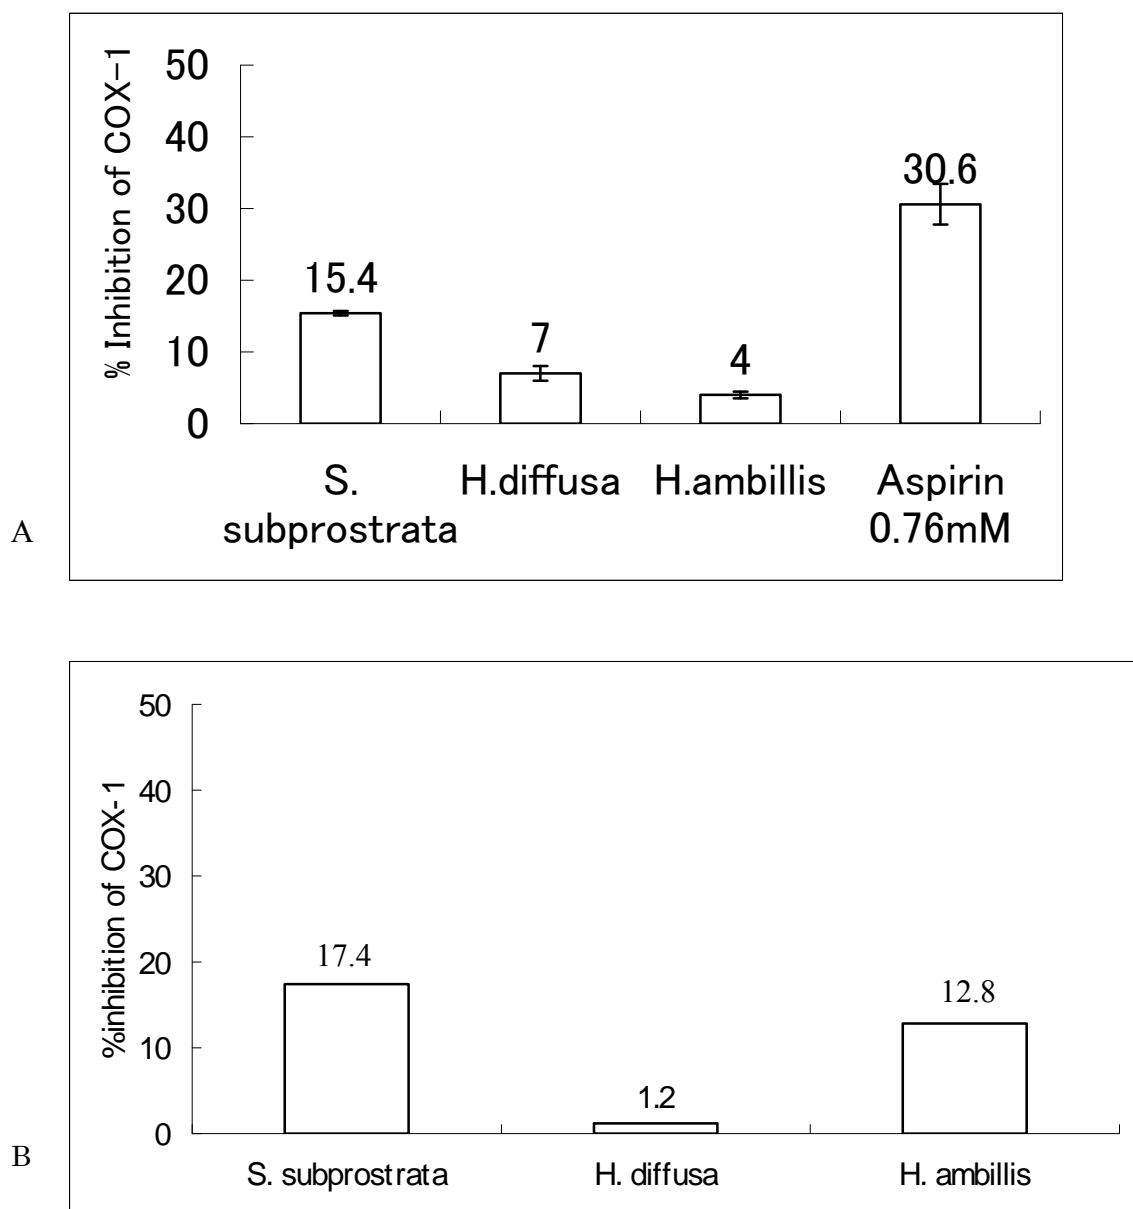 A
% Inhibition of COX-1
50
40
30
20
10
0
15.4
7
4
30.6
S.
subprostrata
H.diffusa
H.ambillis
Aspirin
0.76mM
B
%inhibition of COX-1
50
40
30
20
10
0
17.4
1.2
12.8
S. subprostrata
H. diffusa
H. ambillis